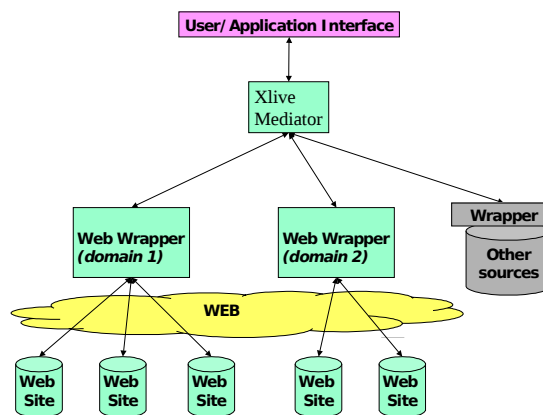 User/ Application Interface
Xlive
Mediator
Web Wrapper
(domain 1)
Web Wrapper
(domain 2)
Wrapper
Other
sources
WEB
Web
Site
Web
Site
Web
Site
Web
Site
Web
Site